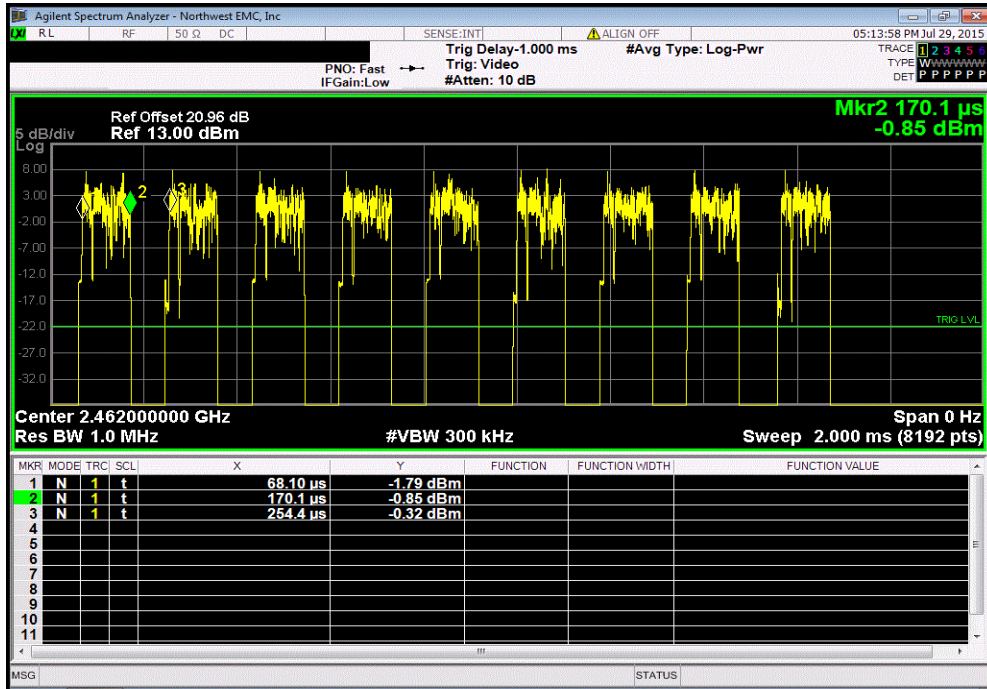 Agilent Spectrum Analyzer - Northwest EMC, Inc
LXI RL RF 50 Ω DC SENSE:INT ALIGN OFF 05:13:58 PM Jul 29, 2015
PNO: Fast
IFGain:Low
Trig Delay-1.000 ms
Trig: Video
#Atten: 10 dB
#Avg Type: Log-Pwr
TRACE 1 2 3 4 5 6
TYPE WWWWWW
DET P P P P P P
Mkr2 170.1 µs
-0.85 dBm
Ref Offset 20.96 dB
5 dB/div Ref 13.00 dBm
Log
8.00
3.00
1 2 3
-2.00
-7.00
-12.0
-17.0
-22.0
TRIG LVL
-27.0
-32.0
Center 2.462000000 GHz Span 0 Hz
Res BW 1.0 MHz #VBW 300 kHz Sweep 2.000 ms (8192 pts)
MKR MODE TRC SCL X Y FUNCTION FUNCTION WIDTH FUNCTION VALUE
1 N 1 t 68.10 µs -1.79 dBm
2 N 1 t 170.1 µs -0.85 dBm
3 N 1 t 254.4 µs -0.32 dBm
4
5
6
7
8
9
10
11
MSG STATUS